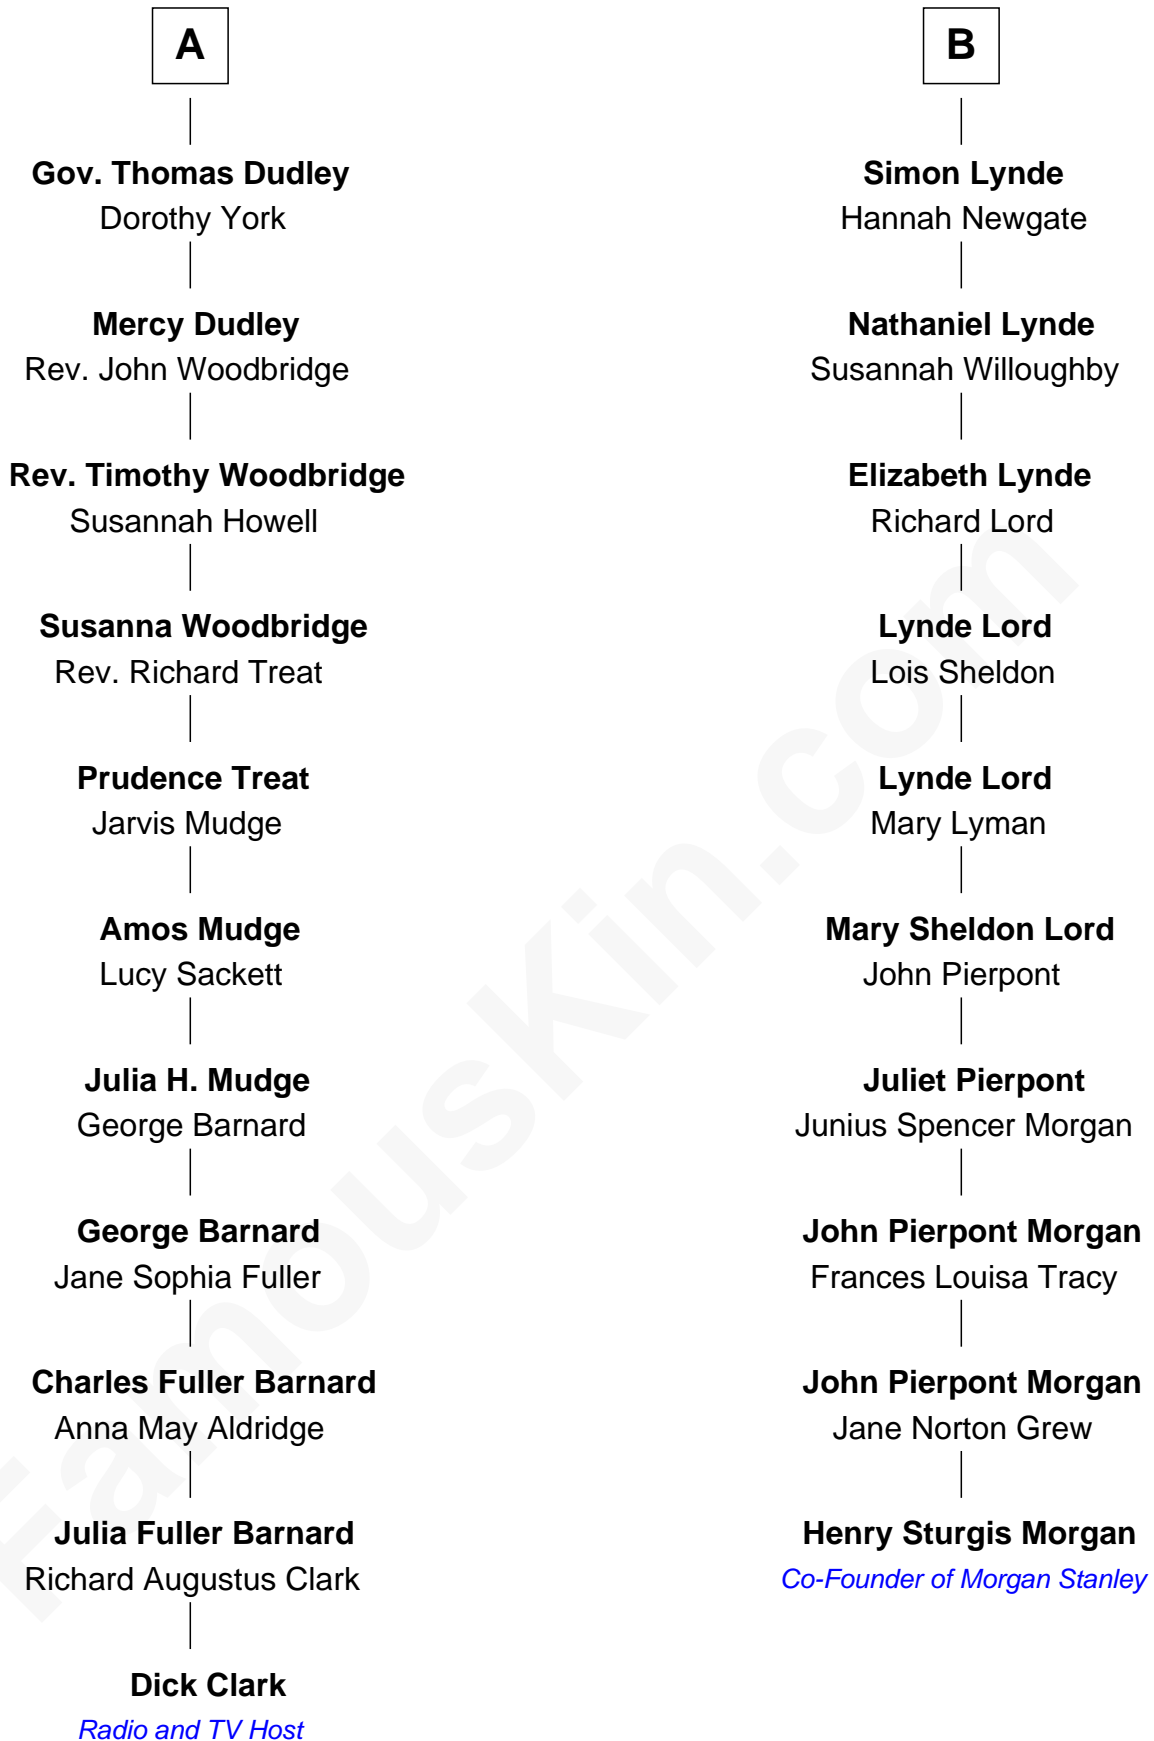 A
Gov. Thomas Dudley
Dorothy York
Mercy Dudley
Rev. John Woodbridge
Rev. Timothy Woodbridge
Susannah Howell
Susanna Woodbridge
Rev. Richard Treat
Prudence Treat
Jarvis Mudge
Amos Mudge
Lucy Sackett
Julia H. Mudge
George Barnard
George Barnard
Jane Sophia Fuller
Charles Fuller Barnard
Anna May Aldridge
Julia Fuller Barnard
Richard Augustus Clark
Dick Clark
Radio and TV Host
B
Simon Lynde
Hannah Newgate
Nathaniel Lynde
Susannah Willoughby
Elizabeth Lynde
Richard Lord
Lynde Lord
Lois Sheldon
Lynde Lord
Mary Lyman
Mary Sheldon Lord
John Pierpont
Juliet Pierpont
Junius Spencer Morgan
John Pierpont Morgan
Frances Louisa Tracy
John Pierpont Morgan
Jane Norton Grew
Henry Sturgis Morgan
Co-Founder of Morgan Stanley
FamousKin.com